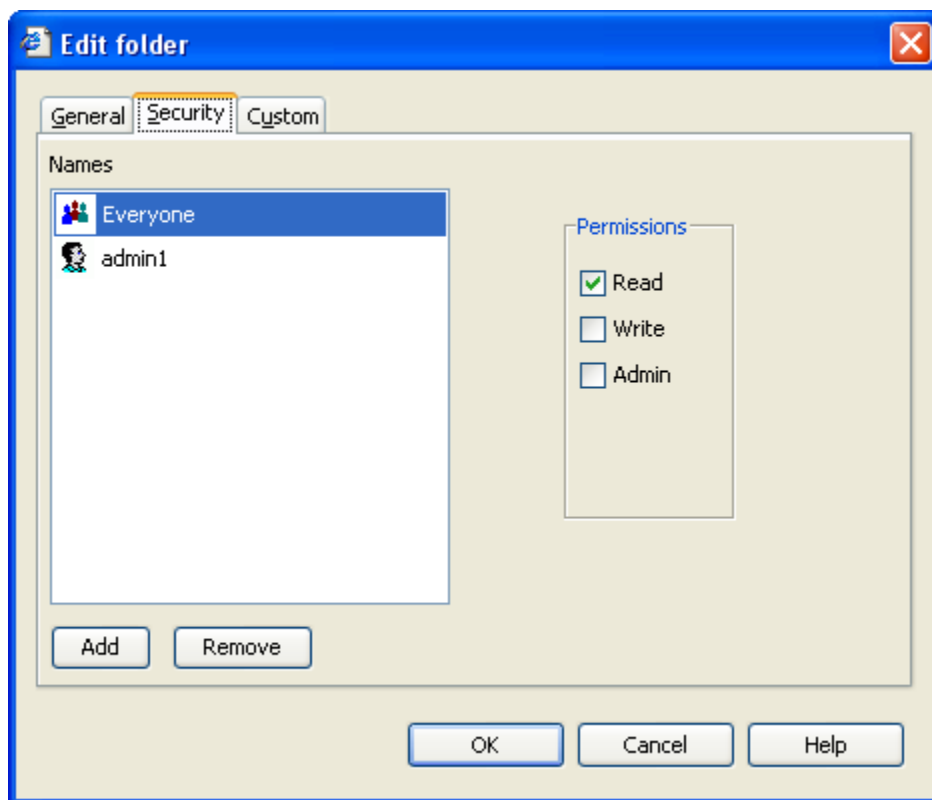 Edit folder
General Security Custom
Names
Everyone
admin1
Permissions
Read
Write
Admin
Add Remove
OK Cancel Help